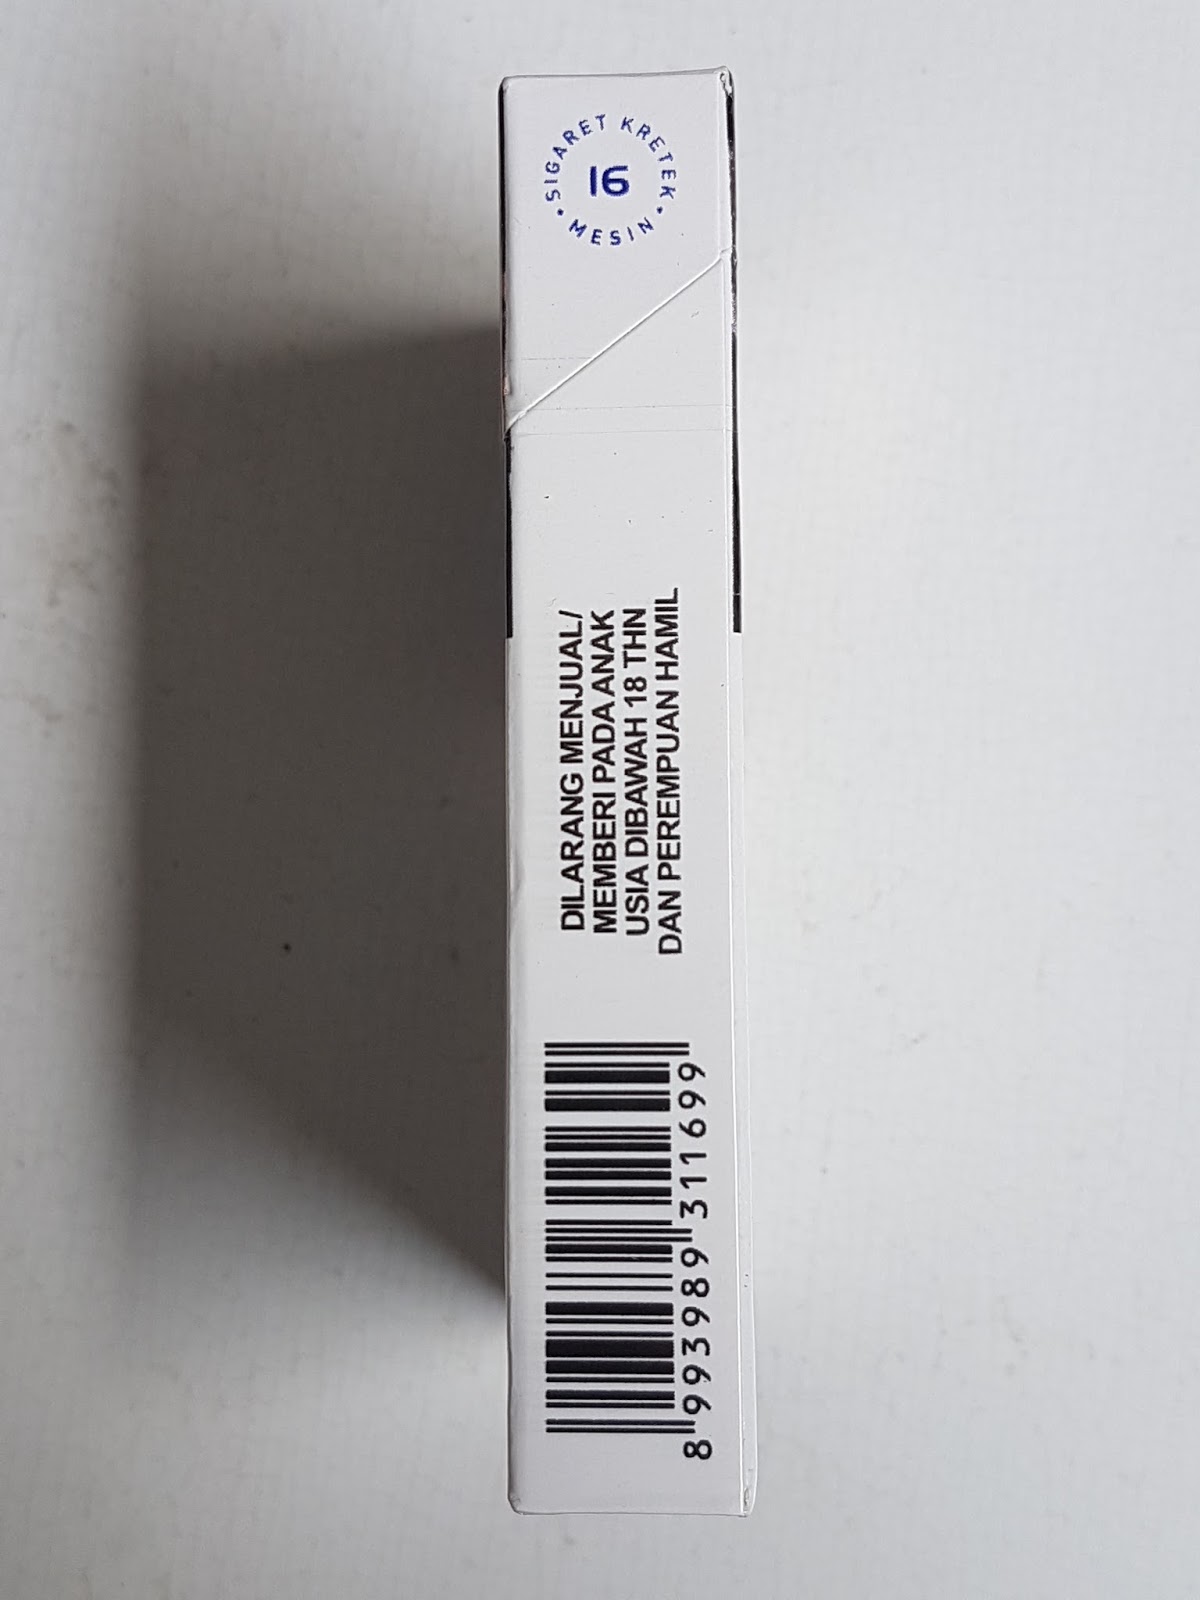 SIGARET KRETEK
16
• MESIN •
DILARANG MENJUAL/
MEMBERI PADA ANAK
USIA DIBAWAH 18 THN
DAN PEREMPUAN HAMIL
8 993989 311699